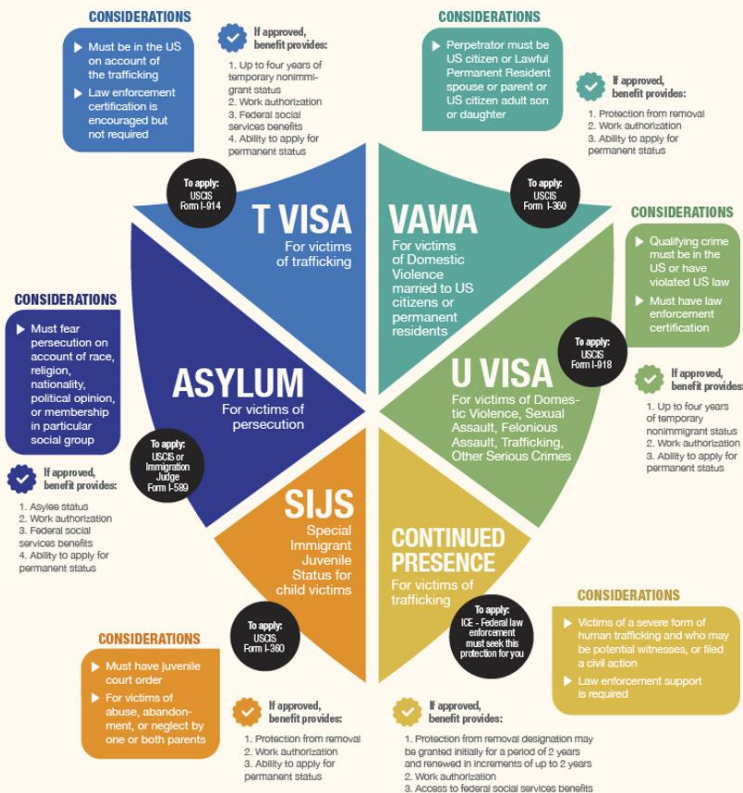 CONSIDERATIONS
Must be in the US
on account of
the trafficking
Law enforcement
certification is
encouraged but
not required
If approved,
benefit provides:
1. Up to four years of
temporary nonimmi-
grant status
2. Work authorization
3. Federal social
services benefits
4. Ability to apply for
permanent status
To apply:
USCIS
Form I-914
T VISA
For victims
of trafficking
CONSIDERATIONS
Perpetrator must be
US citizen or Lawful
Permanent Resident
spouse or parent or
US citizen adult son
or daughter
If approved,
benefit provides:
1. Protection from removal
2. Work authorization
3. Ability to apply for
permanent status
To apply:
USCIS
Form I-360
VAWA
For victims
of Domestic
Violence
married to US
citizens or
permanent
residents
CONSIDERATIONS
Qualifying crime
must be in the
US or have
violated US law
Must have law
enforcement
certification
To apply:
USCIS
Form I-918
If approved,
benefit provides:
1. Up to four years
of temporary
nonimmigrant status
2. Work authorization
3. Ability to apply for
permanent status
U VISA
For victims of Domes-
tic Violence, Sexual
Assault, Felonious
Assault, Trafficking,
Other Serious Crimes
CONSIDERATIONS
Must fear
persecution on
account of race,
religion,
nationality,
political opinion,
or membership
in particular
social group
ASYLUM
For victims of
persecution
To apply:
USCIS or
Immigration
Judge
Form I-589
If approved,
benefit provides:
1. Asylee status
2. Work authorization
3. Federal social
services benefits
4. Ability to apply for
permanent status
SIJS
Special
Immigrant
Juvenile
Status for
child victims
To apply:
USCIS
Form I-360
CONSIDERATIONS
Must have juvenile
court order
For victims of
abuse, abandon-
ment, or neglect by
one or both parents
If approved,
benefit provides:
1. Protection from removal
2. Work authorization
3. Ability to apply for
permanent status
CONTINUED
PRESENCE
For victims of
trafficking
To apply:
ICE - Federal law
enforcement
must seek this
protection for you
CONSIDERATIONS
Victims of a severe form of
human trafficking and who may
be potential witnesses, or filed
a civil action
Law enforcement support
is required
If approved,
benefit provides:
1. Protection from removal designation may
be granted initially for a period of 2 years
and renewed in increments of up to 2 years
2. Work authorization
3. Access to federal social services benefits